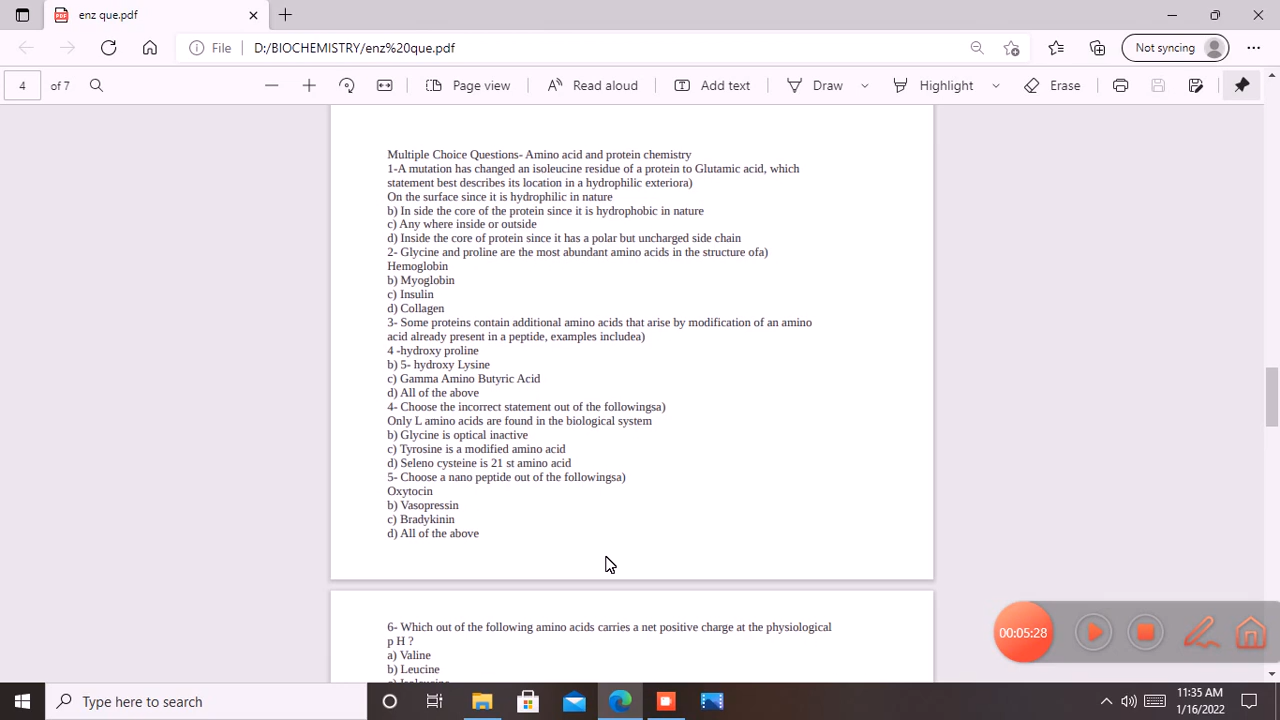 enz que.pdf
File
D:/BIOCHEMISTRY/enz%20que.pdf
Not syncing
4 of 7
Page view
Read aloud
Add text
Draw
Highlight
Erase
Multiple Choice Questions- Amino acid and protein chemistry
1-A mutation has changed an isoleucine residue of a protein to Glutamic acid, which
statement best describes its location in a hydrophilic exteriora)
On the surface since it is hydrophilic in nature
b) In side the core of the protein since it is hydrophobic in nature
c) Any where inside or outside
d) Inside the core of protein since it has a polar but uncharged side chain
2- Glycine and proline are the most abundant amino acids in the structure ofa)
Hemoglobin
b) Myoglobin
c) Insulin
d) Collagen
3- Some proteins contain additional amino acids that arise by modification of an amino
acid already present in a peptide, examples includea)
4 -hydroxy proline
b) 5- hydroxy Lysine
c) Gamma Amino Butyric Acid
d) All of the above
4- Choose the incorrect statement out of the followingsa)
Only L amino acids are found in the biological system
b) Glycine is optical inactive
c) Tyrosine is a modified amino acid
d) Seleno cysteine is 21 st amino acid
5- Choose a nano peptide out of the followingsa)
Oxytocin
b) Vasopressin
c) Bradykinin
d) All of the above
6- Which out of the following amino acids carries a net positive charge at the physiological
p H ?
a) Valine
b) Leucine
00:05:28
Type here to search
11:35 AM
1/16/2022